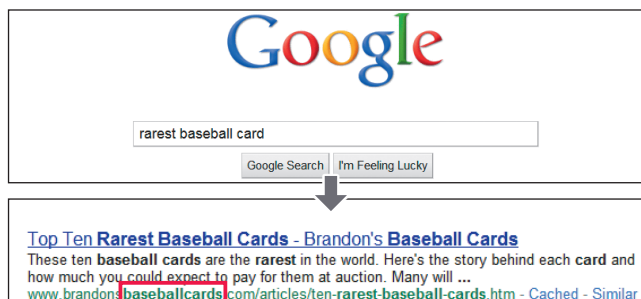 Google
rarest baseball card
Google Search I'm Feeling Lucky
Top Ten Rarest Baseball Cards - Brandon's Baseball Cards
These ten baseball cards are the rarest in the world. Here's the story behind each card and
how much you could expect to pay for them at auction. Many will ...
www.brandonsbaseballcards.com/articles/ten-rarest-baseball-cards.htm - Cached - Similar